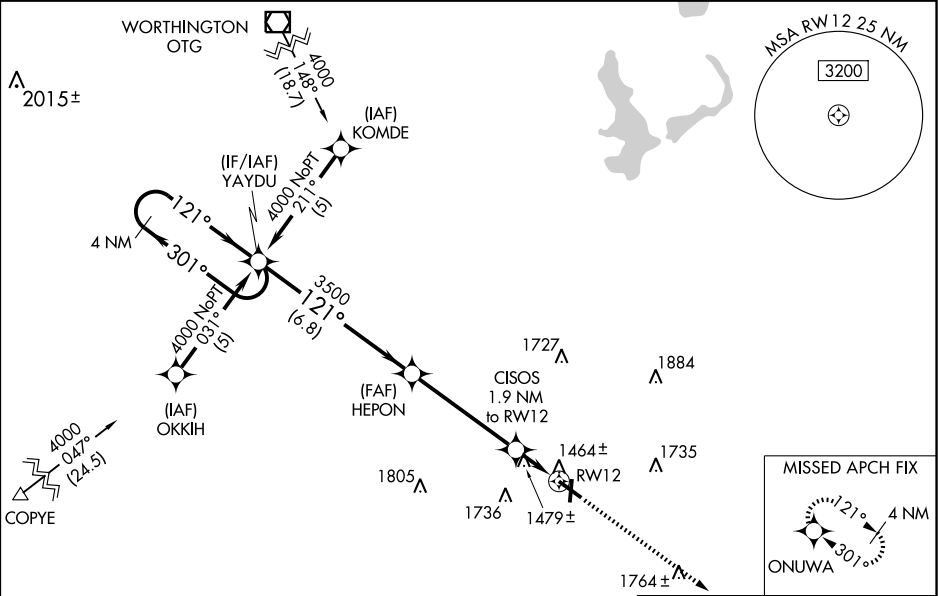 WORTHINGTON
OTG
4000
148°
(18.7)
2015±
MSA RW12 25 NM
3200
(IAF)
KOMDE
(IF/IAF)
YAYDU
4000 NoPT
211°
(5)
121°
4 NM
301°
3500
121°
(6.8)
4000 NoPT
031°
(5)
(IAF)
OKKIH
(FAF)
HEPON
1727
CISOS
1.9 NM
to RW12
1884
4000
047°
(24.5)
COPYE
1464±
RW12
1735
1805
1736
1479±
1764±
MISSED APCH FIX
121°
4 NM
301°
ONUWA